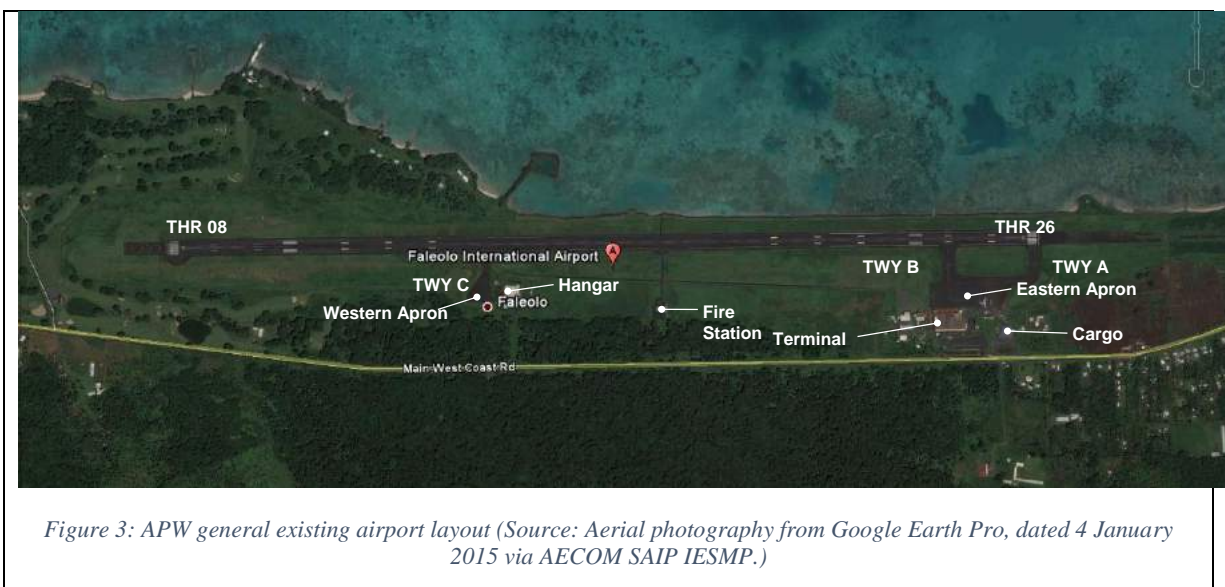 THR 08
THR 26
Faleolo International Airport
A
TWY B
TWY A
TWY C
Hangar
Eastern Apron
Western Apron
Faleolo
Fire
Station
Terminal
Cargo
Main West Coast Rd
Figure 3: APW general existing airport layout (Source: Aerial photography from Google Earth Pro, dated 4 January
2015 via AECOM SAIP IESMP.)